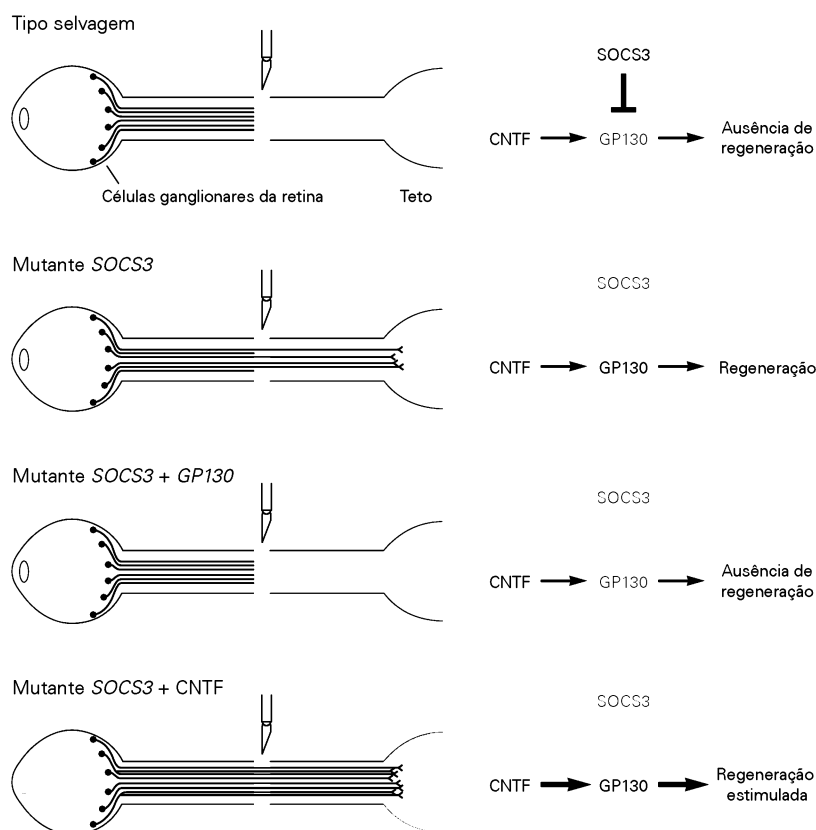 Tipo selvagem
SOCS3
CNTF GP130 Ausência de
regeneração
Células ganglionares da retina Teto
Mutante SOCS3
SOCS3
CNTF GP130 Regeneração
Mutante SOCS3 + GP130
SOCS3
CNTF GP130 Ausência de
regeneração
Mutante SOCS3 + CNTF
SOCS3
CNTF GP130 Regeneração
estimulada